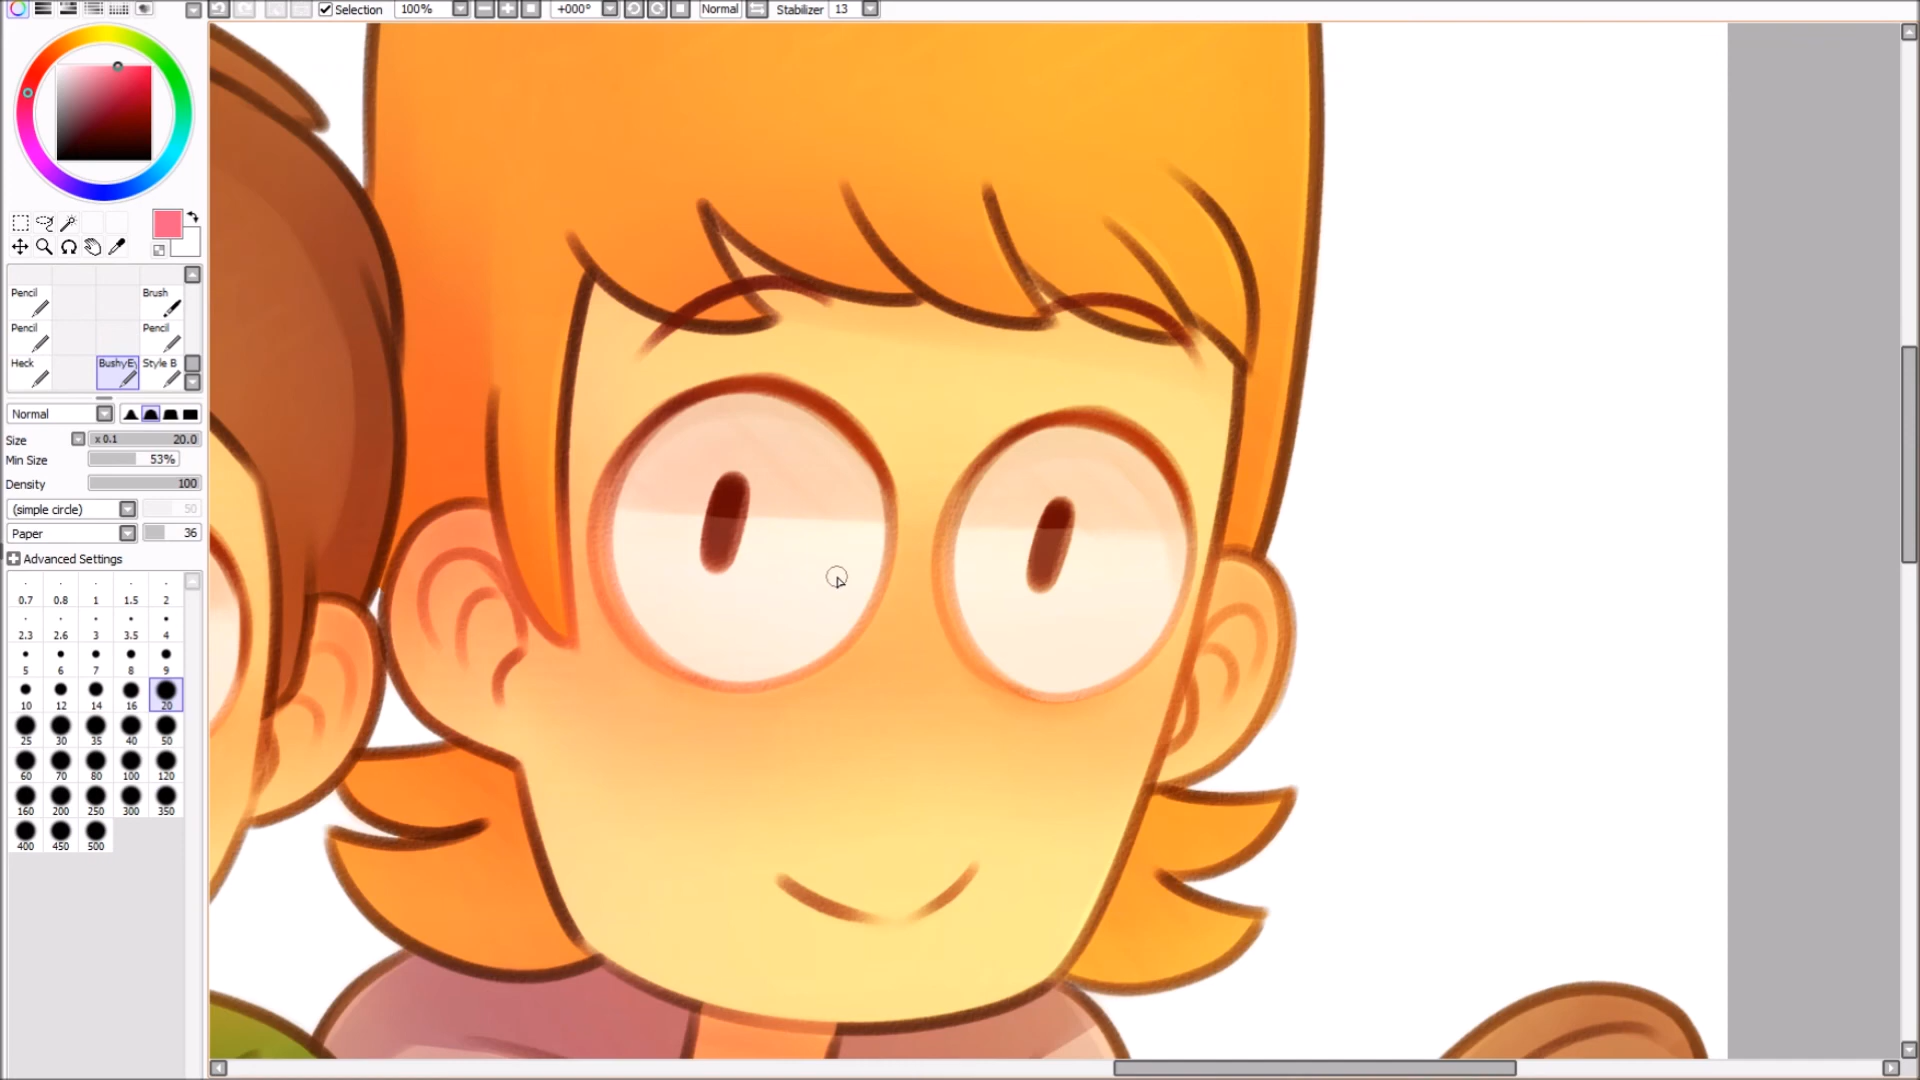 Selection 100% +000° Normal Stabilizer 13
Pencil Brush
Pencil Pencil
Heck BushyEy Style B
Normal
Size x 0.1 20.0
Min Size 53%
Density 100
(simple circle) 50
Paper 36
Advanced Settings
0.7 0.8 1 1.5 2
2.3 2.6 3 3.5 4
5 6 7 8 9
10 12 14 16 20
25 30 35 40 50
60 70 80 100 120
160 200 250 300 350
400 450 500